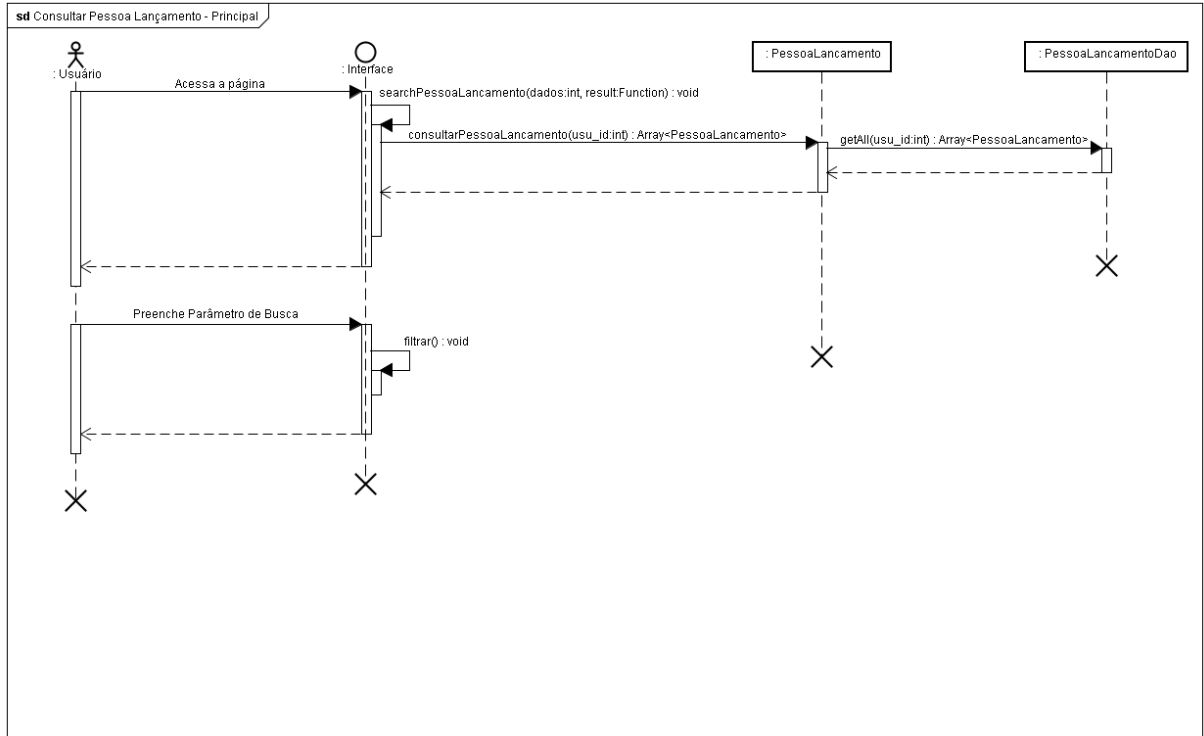 sd Consultar Pessoa Lançamento - Principal
: Usuário
: Interface
: PessoaLancamento
: PessoaLancamentoDao
Acessa a página
searchPessoaLancamento(dados:int, result:Function) : void
consultarPessoaLancamento(usu_id:int) : Array<PessoaLancamento>
getAll(usu_id:int) : Array<PessoaLancamento>
Preenche Parâmetro de Busca
filtrar() : void